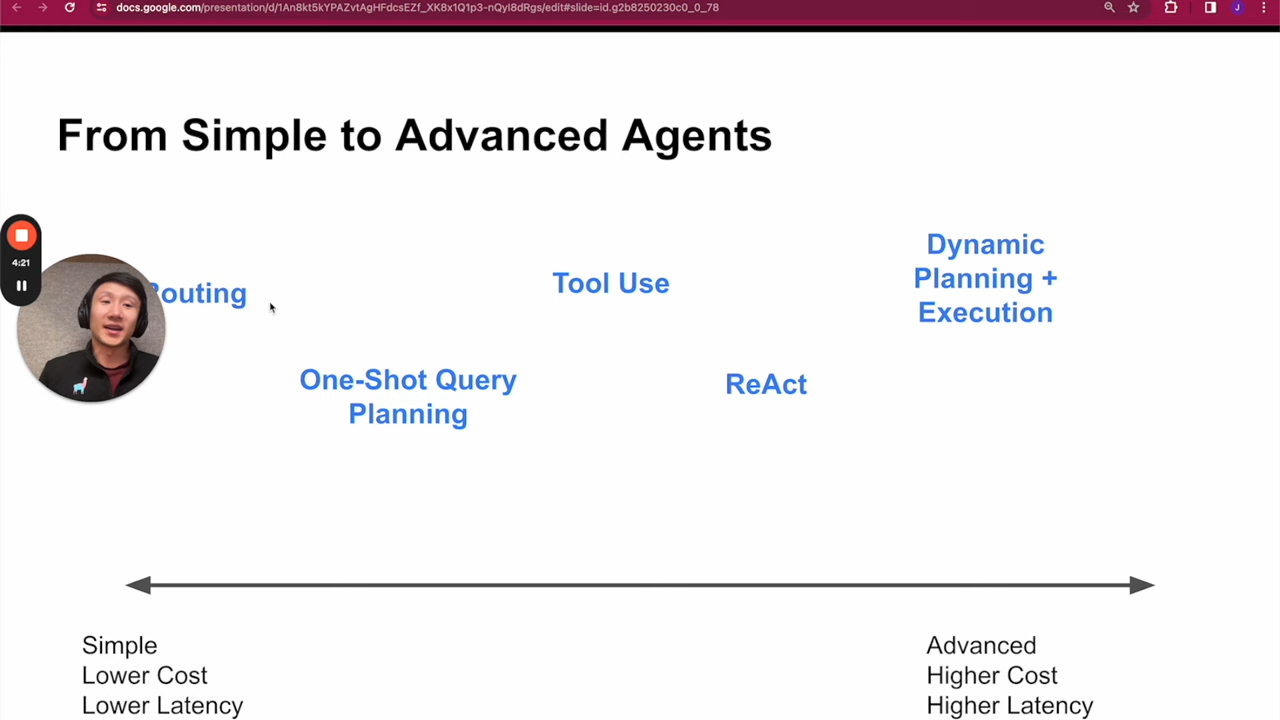 docs.google.com/presentation/d/1An8kt5kYPAZvtAgHFdcsEZf_XK8x1Q1p3-nQyI8dRgs/edit#slide=id.g2b8250230c0_0_78
J
From Simple to Advanced Agents
4:21
Routing
Tool Use
Dynamic
Planning +
Execution
One-Shot Query
Planning
ReAct
Simple
Lower Cost
Lower Latency
Advanced
Higher Cost
Higher Latency